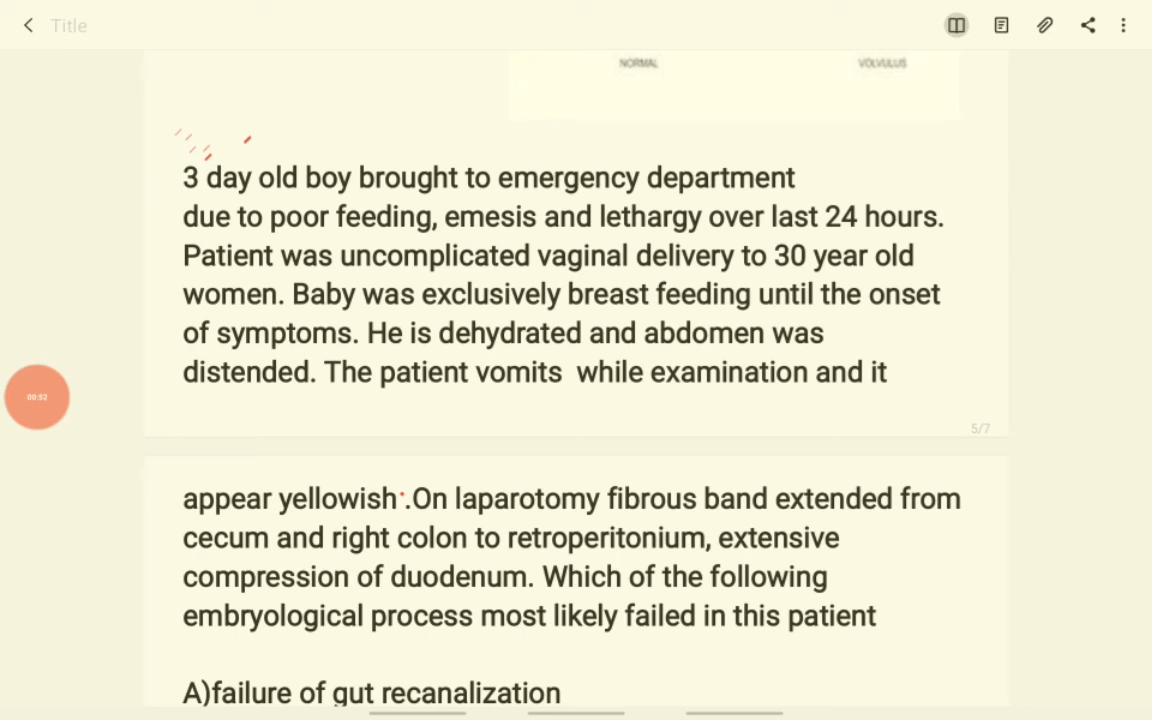 Title
NORMAL VOLVULUS
3 day old boy brought to emergency department
due to poor feeding, emesis and lethargy over last 24 hours.
Patient was uncomplicated vaginal delivery to 30 year old
women. Baby was exclusively breast feeding until the onset
of symptoms. He is dehydrated and abdomen was
distended. The patient vomits  while examination and it
00:52
5/7
appear yellowish .On laparotomy fibrous band extended from
cecum and right colon to retroperitonium, extensive
compression of duodenum. Which of the following
embryological process most likely failed in this patient
A)failure of gut recanalization